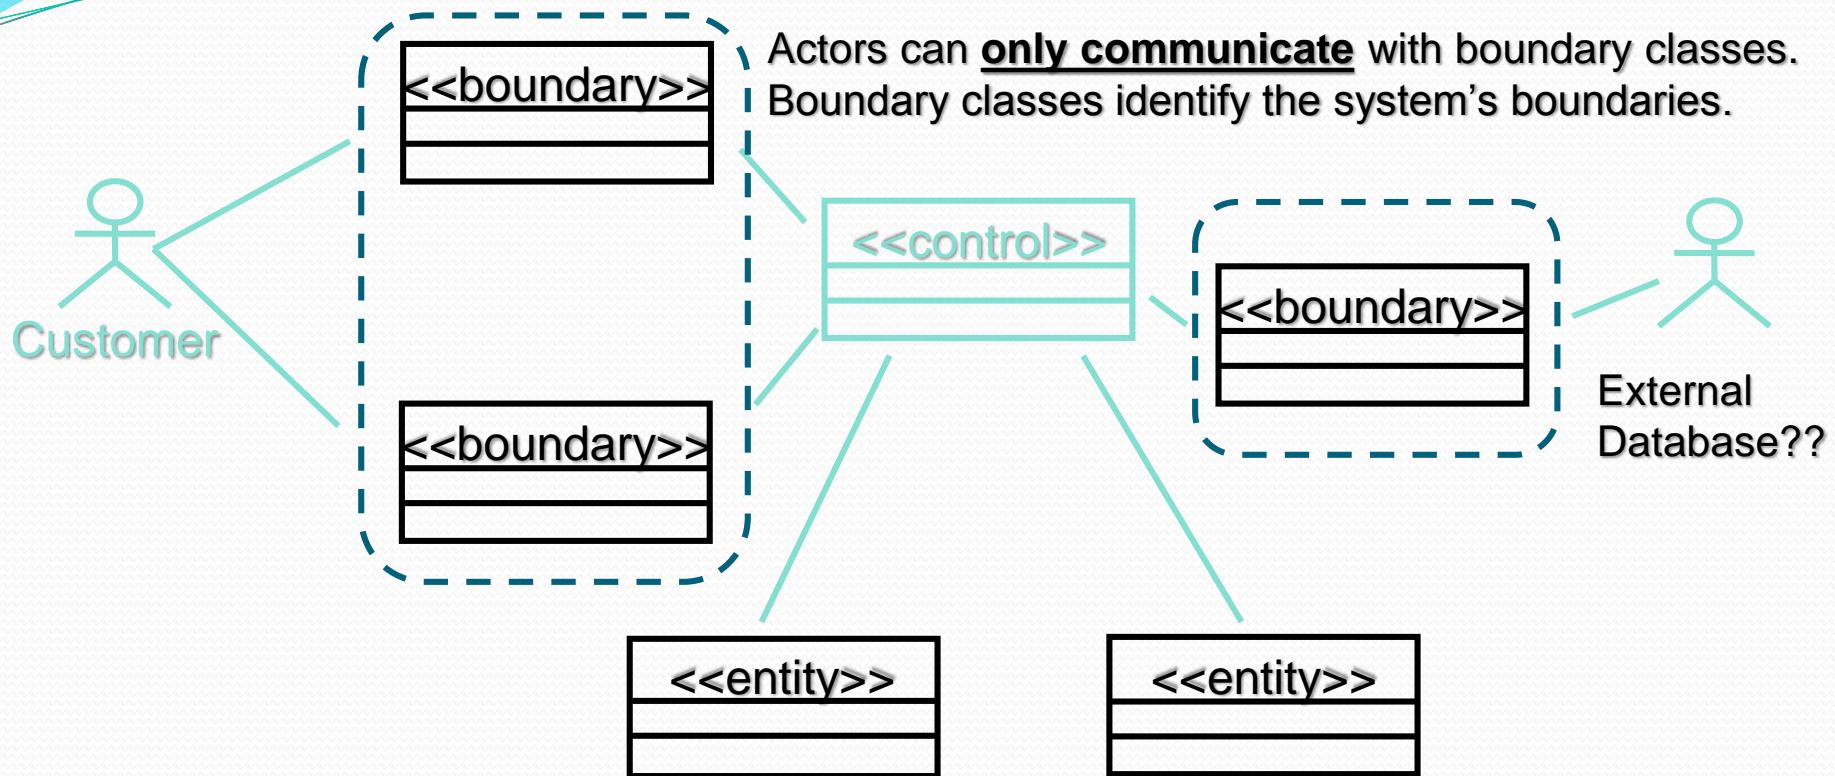 Actors can only communicate with boundary classes.
Boundary classes identify the system’s boundaries.
<<boundary>>
<<control>>
<<boundary>>
Customer
External
Database??
<<boundary>>
<<entity>>
<<entity>>